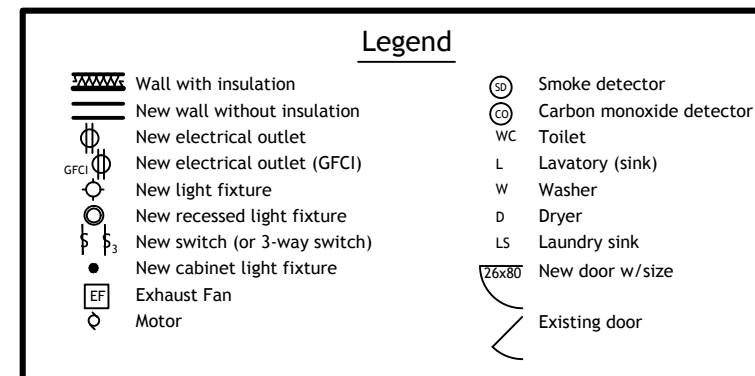 Legend
Wall with insulation
New wall without insulation
New electrical outlet
GFCI New electrical outlet (GFCI)
New light fixture
New recessed light fixture
S S3 New switch (or 3-way switch)
New cabinet light fixture
EF Exhaust Fan
Motor
SD Smoke detector
CO Carbon monoxide detector
WC Toilet
L Lavatory (sink)
W Washer
D Dryer
LS Laundry sink
26x80 New door w/size
Existing door